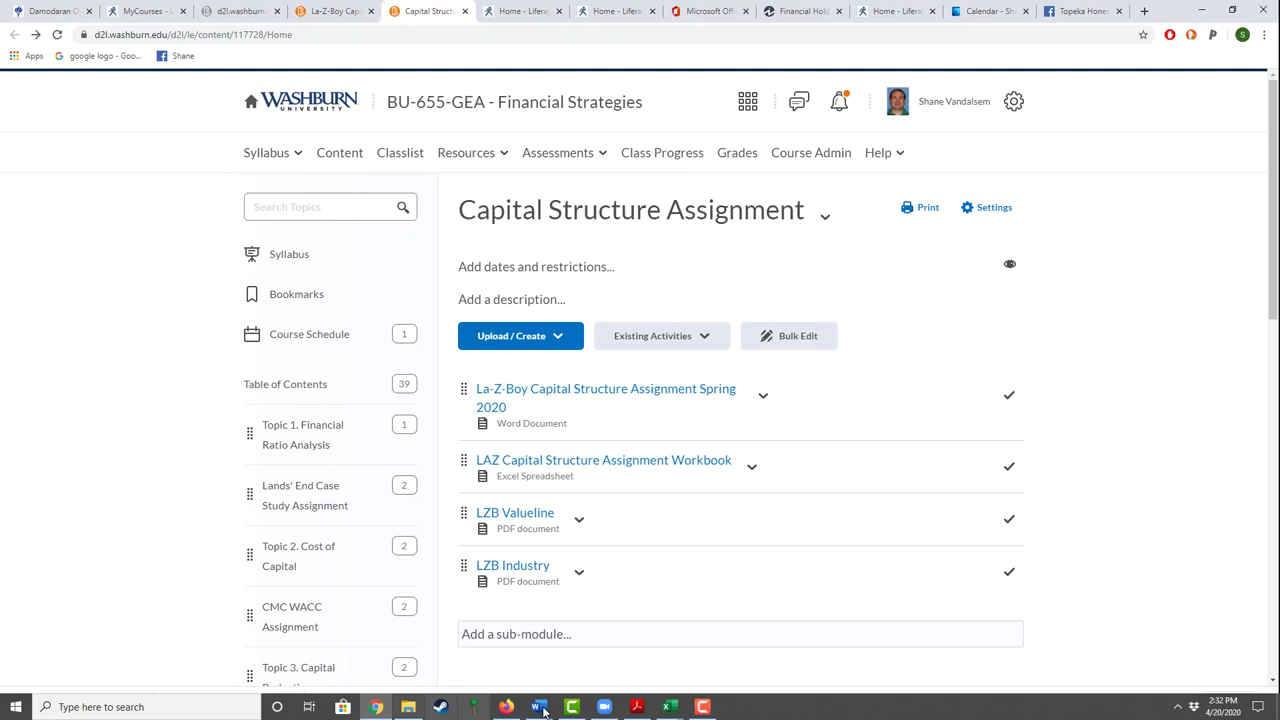 Damodaran C
MyCourses - L
d2l.washburn.
La-Z-Boy Cap
Capital Struct
Home - Liferay
Home - Liferay
Microsoft Offic
Financial Hold
Home - Liferay
Calendar - Sha
Topeka Homes
d2l.washburn.edu/d2l/le/content/117728/Home
S
Apps
google logo - Goo...
Shane
WASHBURN
UNIVERSITY
BU-655-GEA - Financial Strategies
Shane Vandalsem
Syllabus
Content
Classlist
Resources
Assessments
Class Progress
Grades
Course Admin
Help
Search Topics
Syllabus
Bookmarks
Course Schedule
1
Table of Contents
39
Topic 1. Financial
Ratio Analysis
1
Lands' End Case
Study Assignment
2
Topic 2. Cost of
Capital
2
CMC WACC
Assignment
2
Topic 3. Capital
2
Capital Structure Assignment
Print
Settings
Add dates and restrictions...
Add a description...
Upload / Create
Existing Activities
Bulk Edit
La-Z-Boy Capital Structure Assignment Spring
2020
Word Document
LAZ Capital Structure Assignment Workbook
Excel Spreadsheet
LZB Valueline
PDF document
LZB Industry
PDF document
Add a sub-module...
Type here to search
2:32 PM
4/20/2020